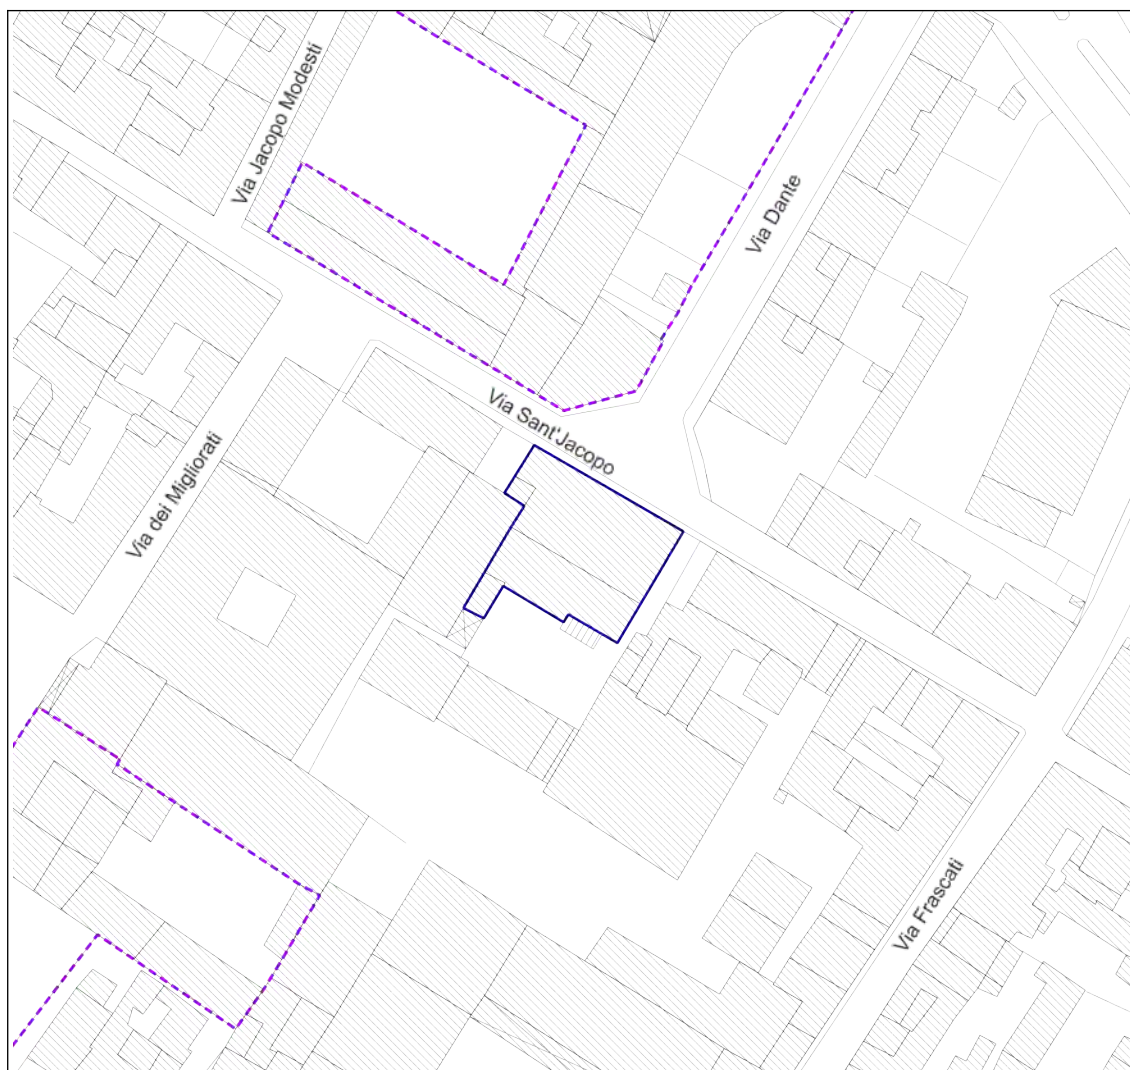 Via Jacopo Modesti
Via Dante
Via Sant'Jacopo
Via dei Migliorati
Via Frascati